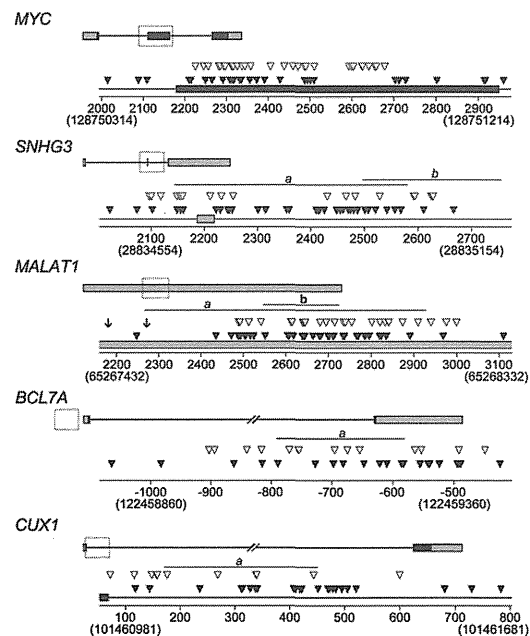 MYC
2000 2100 2200 2300 2400 2500 2600 2700 2800 2900
(128750314) (128751214)
SNHG3
a b
2100 2200 2300 2400 2500 2600 2700
(28834554) (28835154)
MALAT1
a b
2200 2300 2400 2500 2600 2700 2800 2900 3000 3100
(65267432) (65268332)
BCL7A
a
-1000 -900 -800 -700 -600 -500
(122458860) (122459360)
CUX1
a
100 200 300 400 500 600 700 800
(101460981) (101461681)